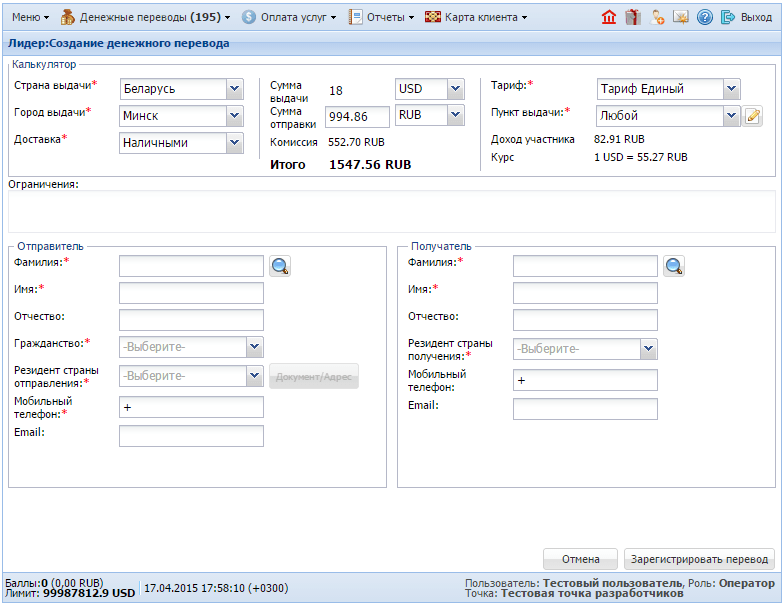 Меню Денежные переводы (195) Оплата услуг Отчеты Карта клиента Выход
Лидер:Создание денежного перевода
Калькулятор
Страна выдачи* Беларусь
Город выдачи* Минск
Доставка* Наличными
Сумма выдачи 18 USD
Сумма отправки 994.86 RUB
Комиссия 552.70 RUB
Итого 1547.56 RUB
Тариф:* Тариф Единый
Пункт выдачи:* Любой
Доход участника 82.91 RUB
Курс 1 USD = 55.27 RUB
Ограничения:
Отправитель
Фамилия:*
Имя:*
Отчество:
Гражданство:* -Выберите-
Резидент страны
отправления:* -Выберите- Документ/Адрес
Мобильный
телефон:* +
Email:
Получатель
Фамилия:*
Имя:*
Отчество:
Резидент страны
получения:* -Выберите-
Мобильный
телефон: +
Email:
Отмена Зарегистрировать перевод
Баллы:0 (0,00 RUB)
Лимит: 99987812.9 USD
17.04.2015 17:58:10 (+0300)
Пользователь: Тестовый пользователь, Роль: Оператор
Точка: Тестовая точка разработчиков